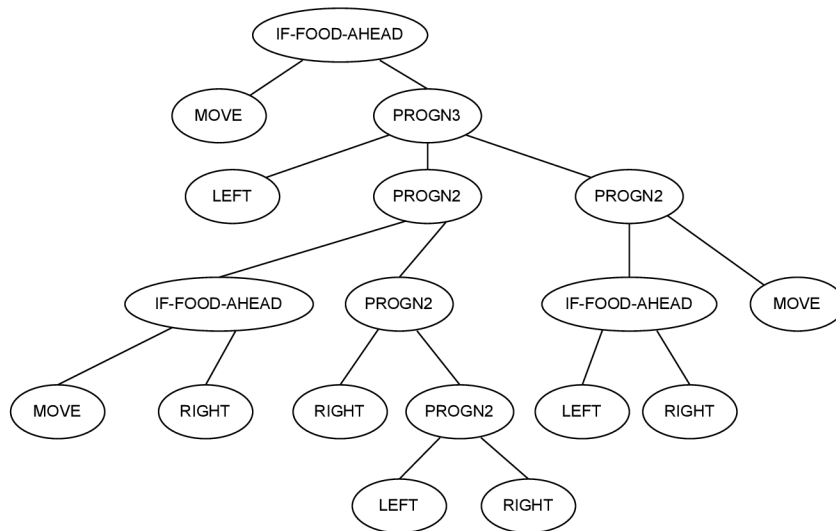 IF-FOOD-AHEAD
MOVE PROGN3
LEFT PROGN2 PROGN2
IF-FOOD-AHEAD PROGN2 IF-FOOD-AHEAD MOVE
MOVE RIGHT RIGHT PROGN2 LEFT RIGHT
LEFT RIGHT